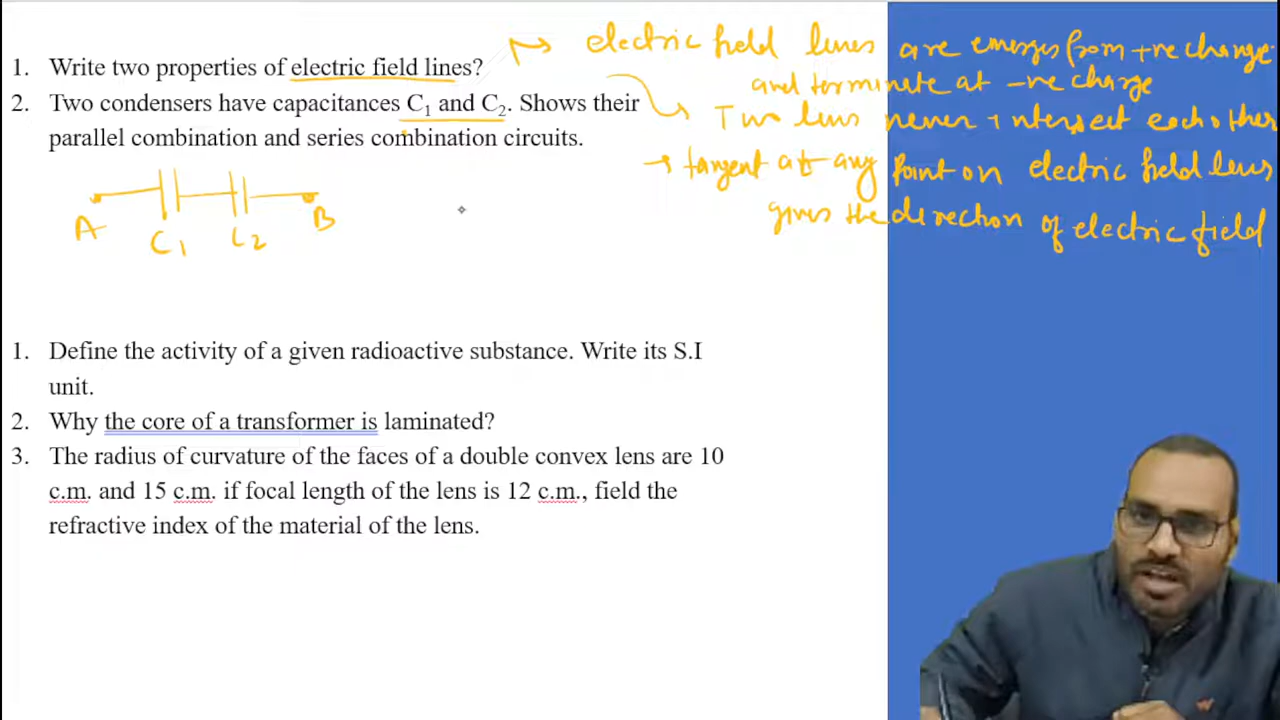 1. Write two properties of electric field lines?
electric field lines are emerges from +ve charge
and terminate at -ve charge
2. Two condensers have capacitances C₁ and C₂. Shows their
parallel combination and series combination circuits.
Two lines never intersect each other
→ tangent at any point on electric field lines
gives the direction of electric field
A C₁ C₂ B
1. Define the activity of a given radioactive substance. Write its S.I
unit.
2. Why the core of a transformer is laminated?
3. The radius of curvature of the faces of a double convex lens are 10
c.m. and 15 c.m. if focal length of the lens is 12 c.m., field the
refractive index of the material of the lens.